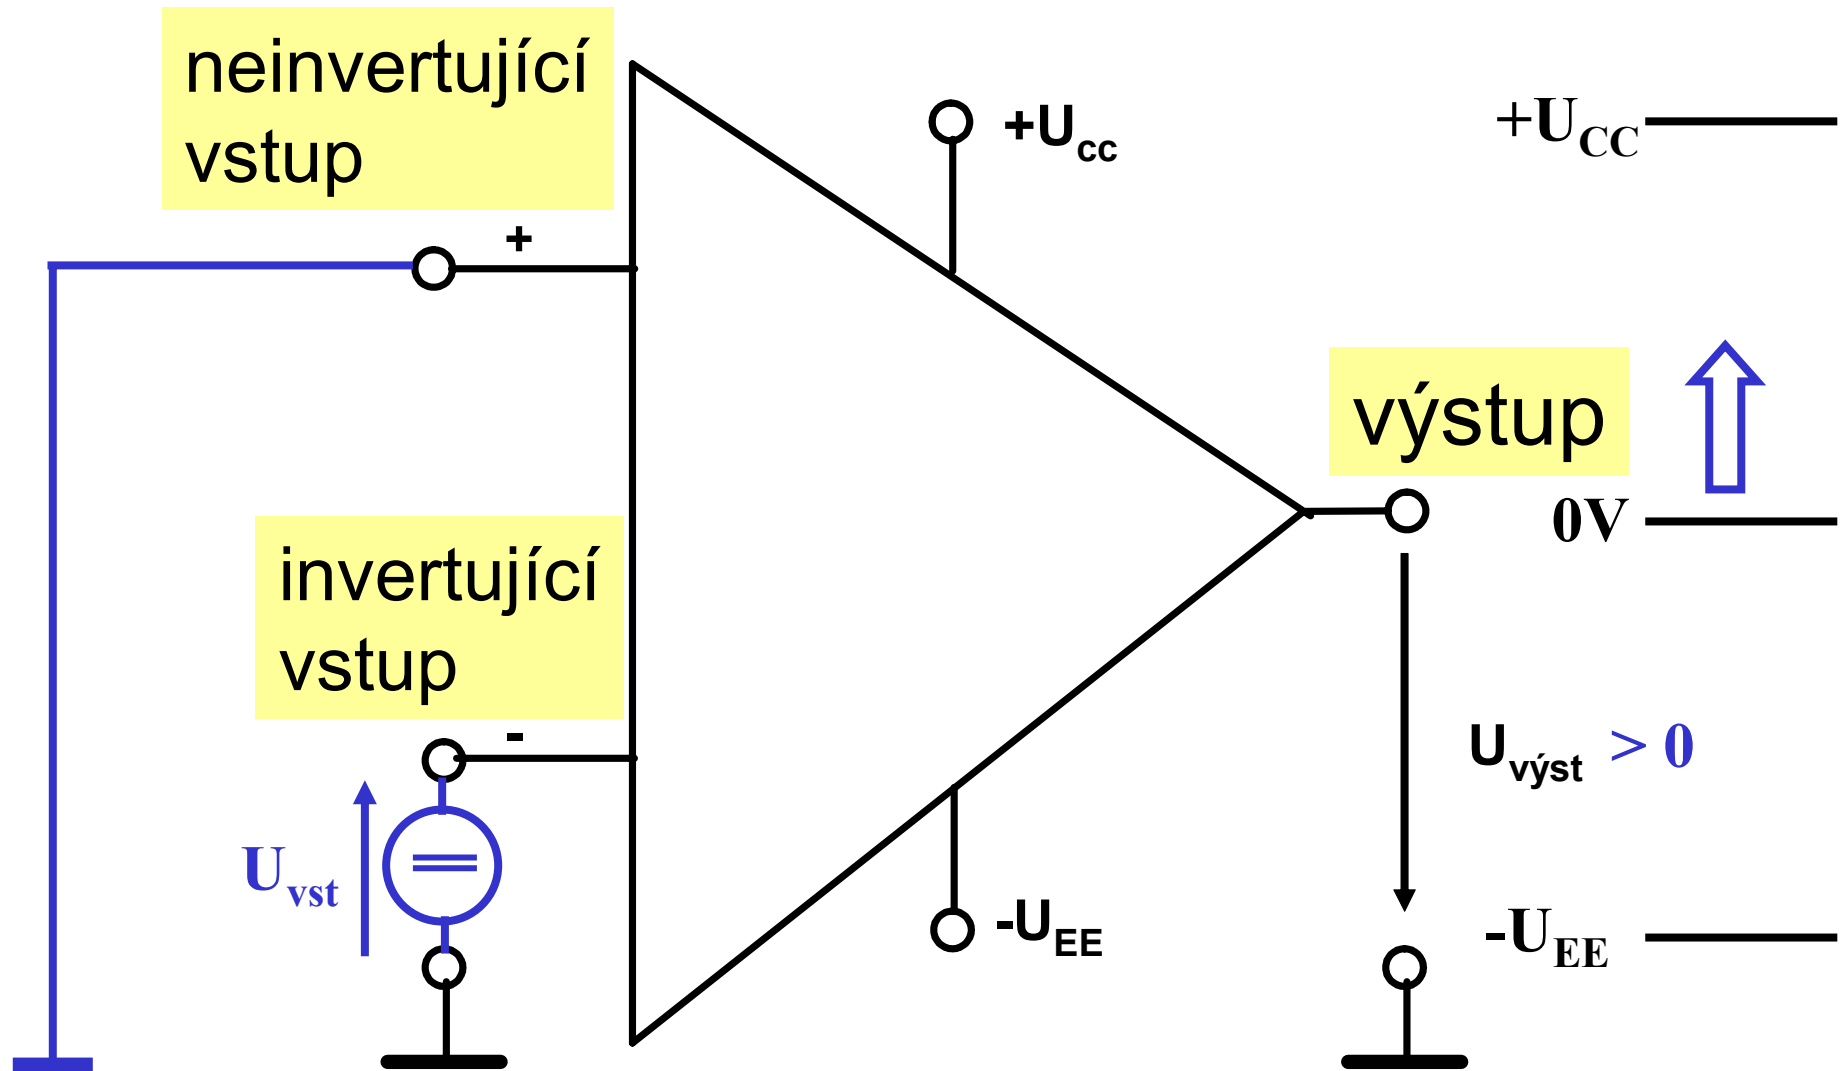 neinvertující
vstup
+
+Ucc
+UCC
výstup
0V
invertující
vstup
-
Uvst
Uvýst > 0
-UEE
-UEE